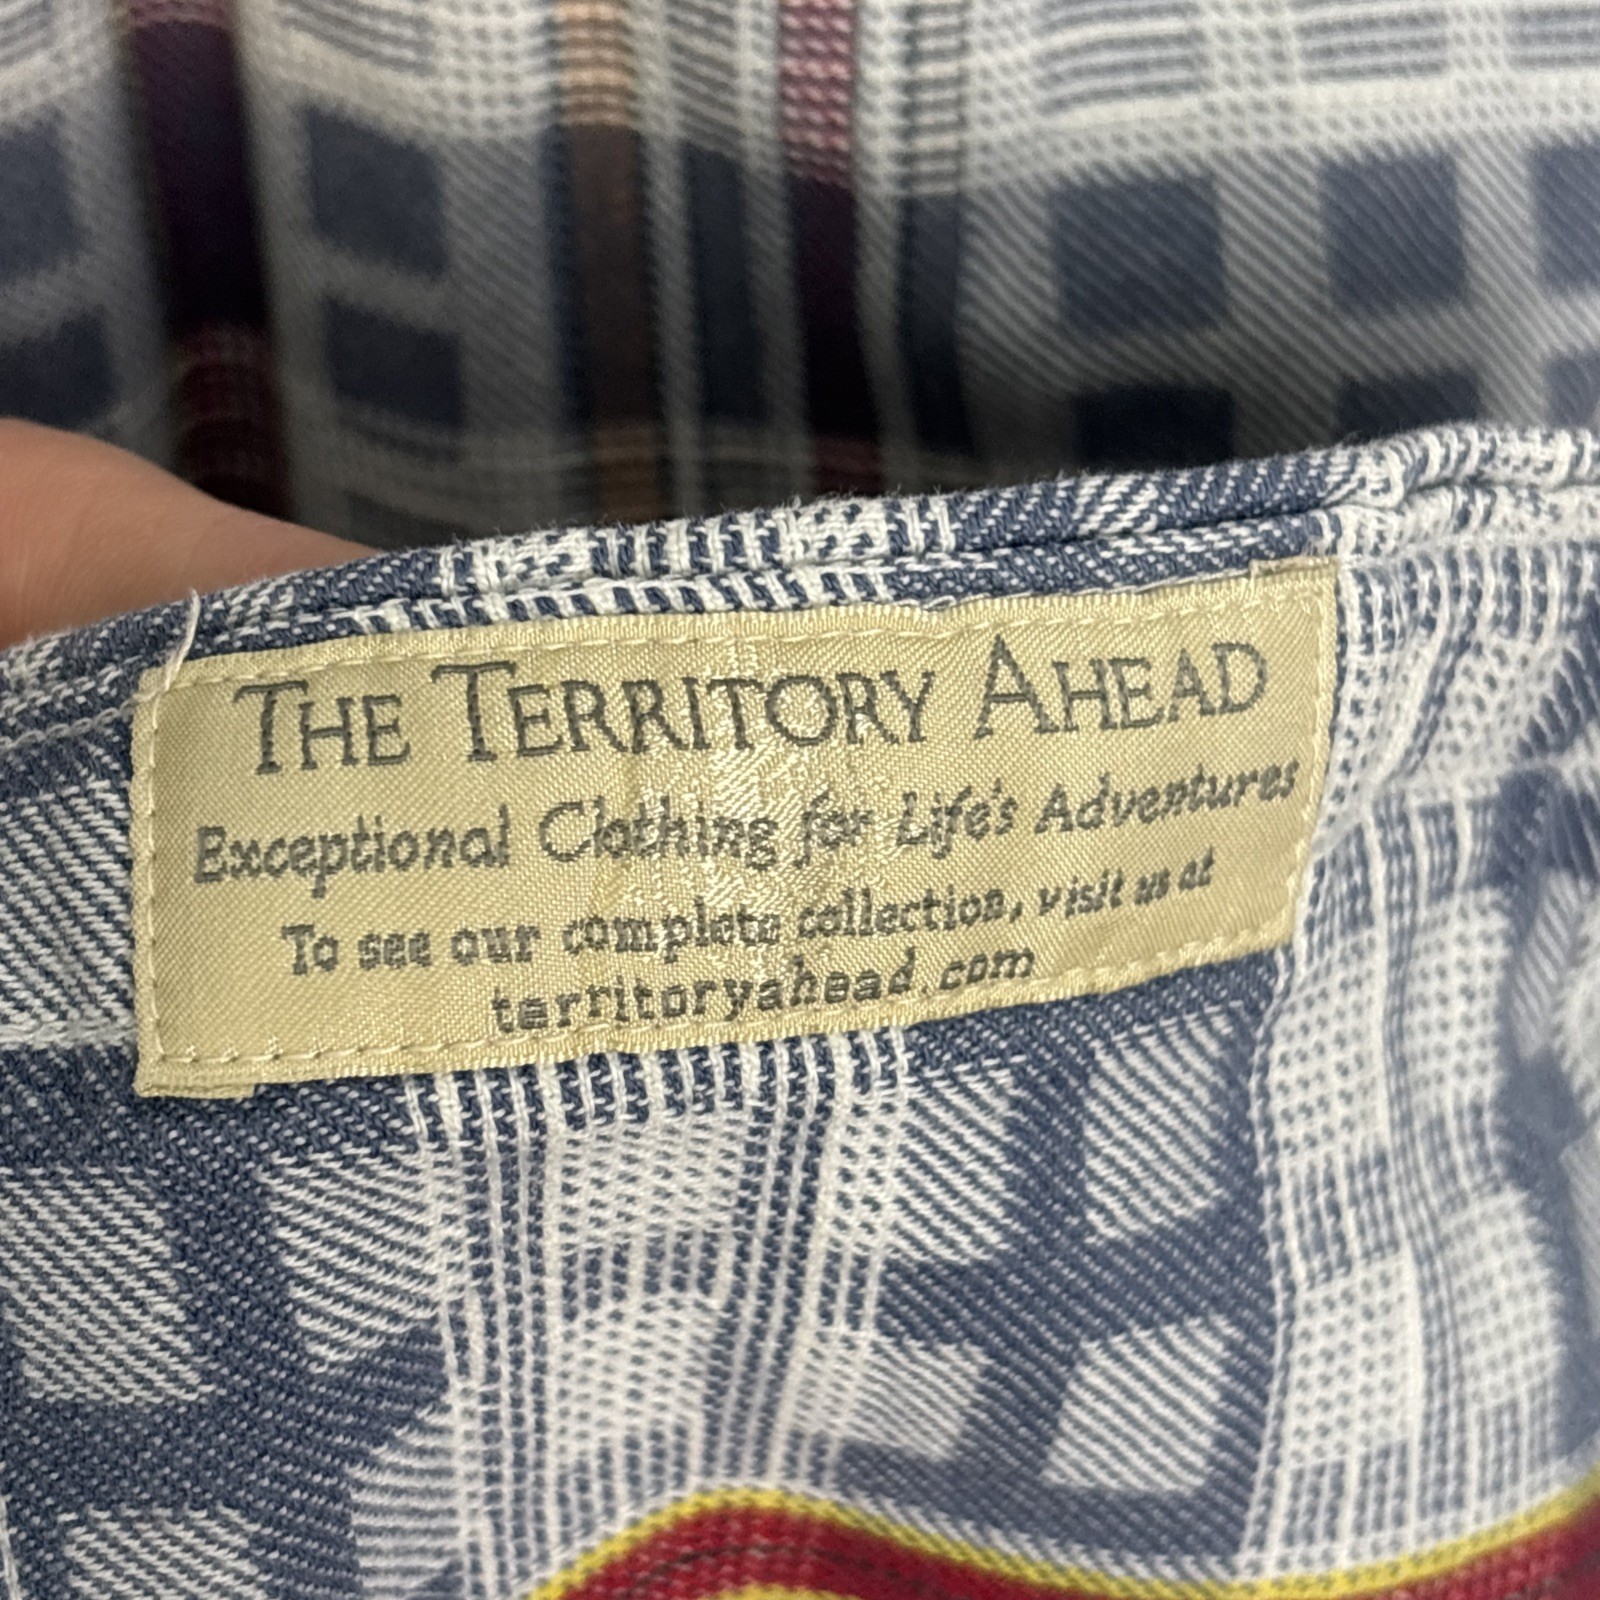 THE TERRITORY AHEAD
Exceptional Clothing for Life's Adventures
To see our complete collection, visit us at
territoryahead.com